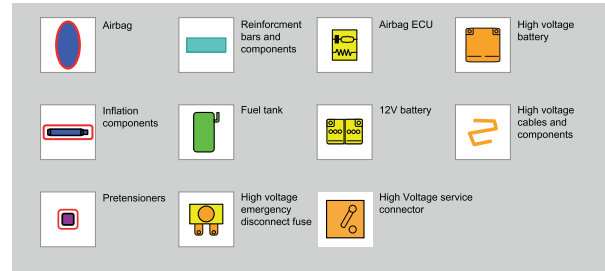 Airbag
Reinforcment
bars and
components
Airbag ECU
High voltage
battery
Inflation
components
Fuel tank
12V battery
High voltage
cables and
components
Pretensioners
High voltage
emergency
disconnect fuse
High Voltage service
connector